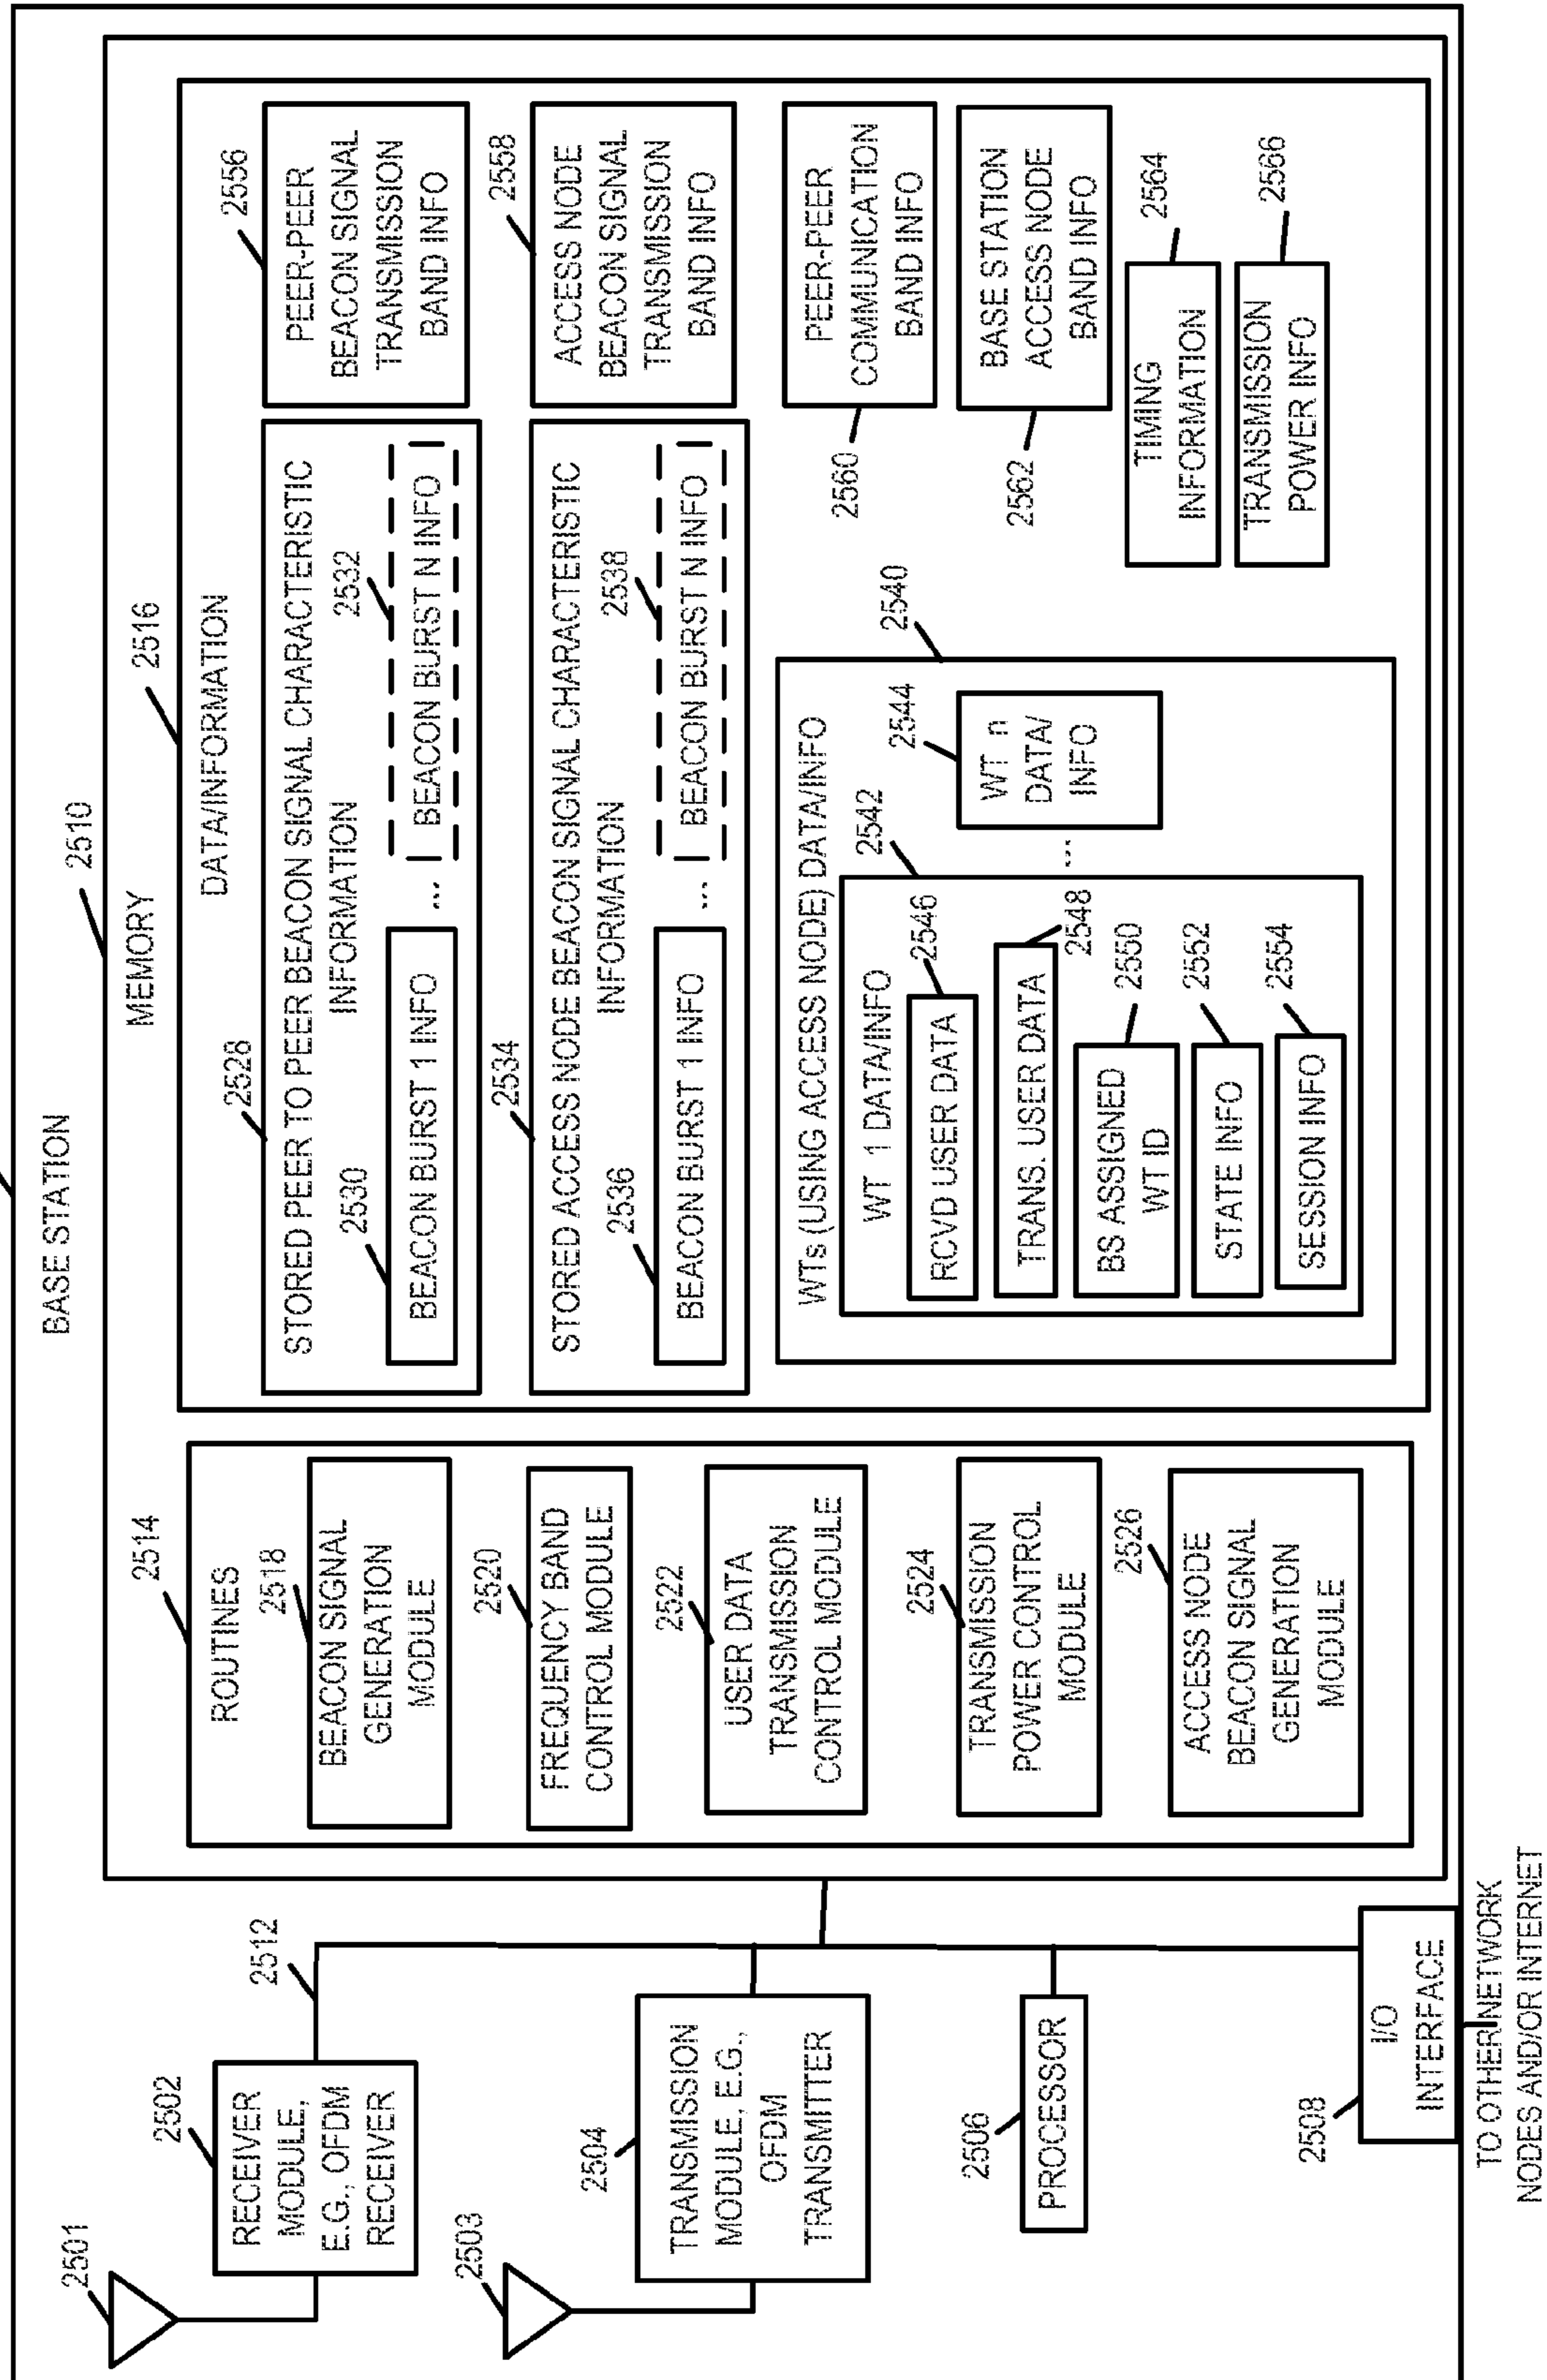 BASE STATION
2510
MEMORY
2516
DATA/INFORMATION
2501
2502
RECEIVER
MODULE,
E.G., OFDM
RECEIVER
2512
2503
2504
TRANSMISSION
MODULE, E.G.,
OFDM
TRANSMITTER
2506
PROCESSOR
2508
I/O
INTERFACE
TO OTHER NETWORK
NODES AND/OR INTERNET
2514
ROUTINES
2518
BEACON SIGNAL
GENERATION
MODULE
2520
FREQUENCY BAND
CONTROL MODULE
2522
USER DATA
TRANSMISSION
CONTROL MODULE
2524
TRANSMISSION
POWER CONTROL
MODULE
2526
ACCESS NODE
BEACON SIGNAL
GENERATION
MODULE
2528
STORED PEER TO PEER BEACON SIGNAL CHARACTERISTIC
INFORMATION
2530
BEACON BURST 1 INFO
...
2532
BEACON BURST N INFO
2534
STORED ACCESS NODE BEACON SIGNAL CHARACTERISTIC
INFORMATION
2536
BEACON BURST 1 INFO
...
2538
BEACON BURST N INFO
2540
WTs (USING ACCESS NODE) DATA/INFO
2542
WT 1 DATA/INFO
2546
RCVD USER DATA
2548
TRANS. USER DATA
2550
BS ASSIGNED
WT ID
2552
STATE INFO
2554
SESSION INFO
...
2544
WT n
DATA/
INFO
2556
PEER-PEER
BEACON SIGNAL
TRANSMISSION
BAND INFO
2558
ACCESS NODE
BEACON SIGNAL
TRANSMISSION
BAND INFO
2560
PEER-PEER
COMMUNICATION
BAND INFO
2562
BASE STATION
ACCESS NODE
BAND INFO
2564
TIMING
INFORMATION
2566
TRANSMISSION
POWER INFO